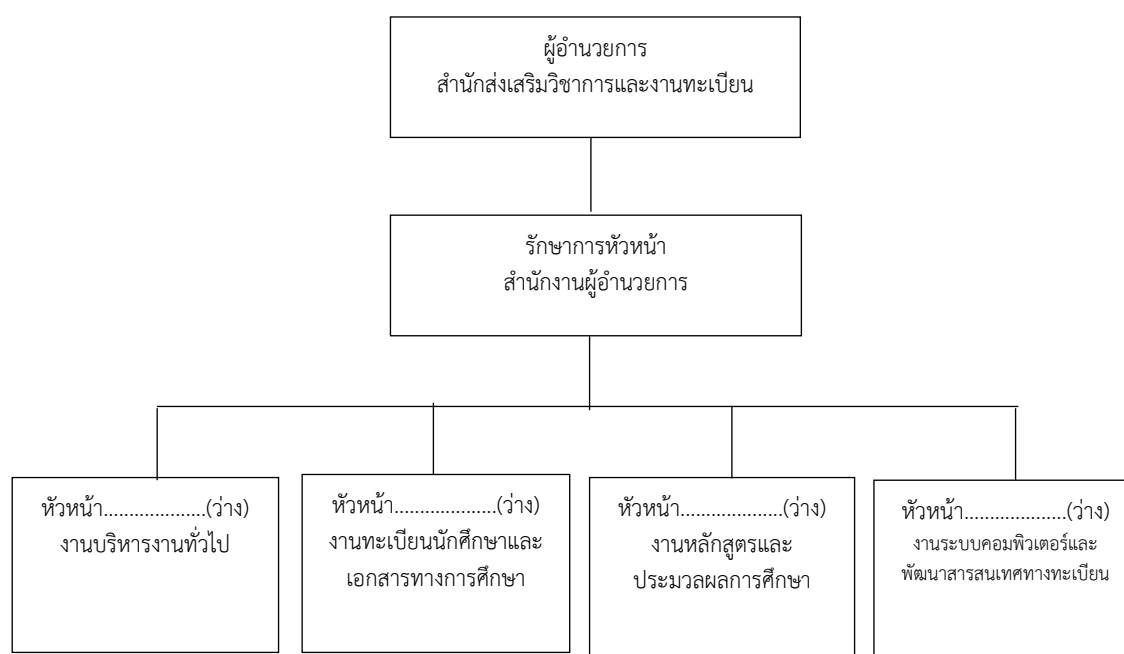 ผู้อำนวยการ
สำนักส่งเสริมวิชาการและงานทะเบียน
รักษาการหัวหน้า
สำนักงานผู้อำนวยการ
หัวหน้า....................(ว่าง)
งานบริหารงานทั่วไป
หัวหน้า....................(ว่าง)
งานทะเบียนนักศึกษาและ
เอกสารทางการศึกษา
หัวหน้า....................(ว่าง)
งานหลักสูตรและ
ประมวลผลการศึกษา
หัวหน้า....................(ว่าง)
งานระบบคอมพิวเตอร์และ
พัฒนาสารสนเทศทางทะเบียน